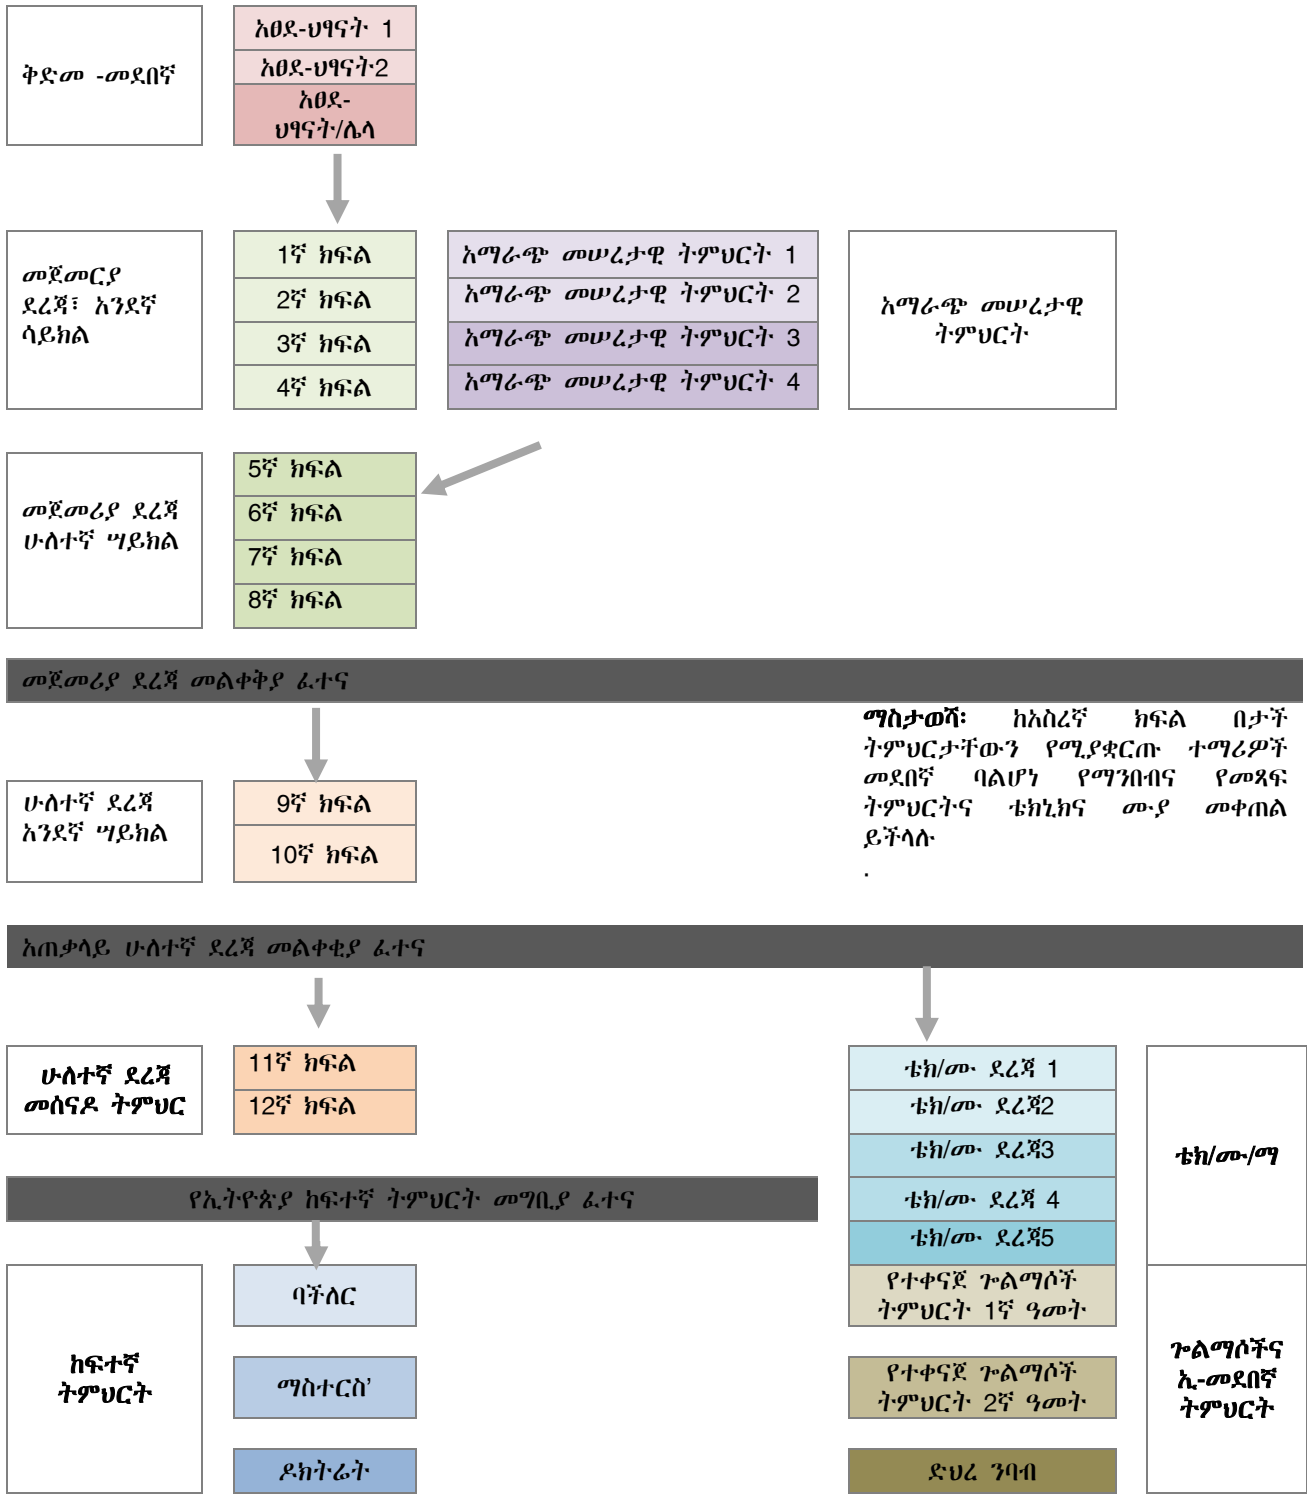 ቅድመ -መደበኛ
አፀደ-ህፃናት 1
አፀደ-ህፃናት2
አፀደ-
ህፃናት/ሌላ
መጀመርያ
ደረጃ፣ አንደኛ
ሳይክል
1ኛ ክፍል
2ኛ ክፍል
3ኛ ክፍል
4ኛ ክፍል
አማራጭ መሠረታዊ ትምህርት 1
አማራጭ መሠረታዊ ትምህርት 2
አማራጭ መሠረታዊ ትምህርት 3
አማራጭ መሠረታዊ ትምህርት 4
አማራጭ መሠረታዊ
ትምህርት
መጀመሪያ ደረጃ
ሁለተኛ ሣይክል
5ኛ ክፍል
6ኛ ክፍል
7ኛ ክፍል
8ኛ ክፍል
መጀመሪያ ደረጃ መልቀቅያ ፈተና
ማስታወሻ፡ ከአስረኛ ክፍል በታች
ትምህርታቸውን የሚያቋርጡ ተማሪዎች
መደበኛ ባልሆነ የማንበብና የመጻፍ
ትምህርትና ቴክኒክና ሙያ መቀጠል
ይችላሉ
.
ሁለተኛ ደረጃ
አንደኛ ሣይክል
9ኛ ክፍል
10ኛ ክፍል
አጠቃላይ ሁለተኛ ደረጃ መልቀቂያ ፈተና
ሁለተኛ ደረጃ
መሰናዶ ትምህር
11ኛ ክፍል
12ኛ ክፍል
ቴክ/ሙ ደረጃ 1
ቴክ/ሙ ደረጃ2
ቴክ/ሙ ደረጃ3
ቴክ/ሙ ደረጃ 4
ቴክ/ሙ ደረጃ5
ቴክ/ሙ/ማ
የኢትዮጵያ ከፍተኛ ትምህርት መግቢያ ፈተና
ከፍተኛ
ትምህርት
ባችለር
ማስተርስ’
ዶክትሬት
የተቀናጀ ጐልማሶች
ትምህርት 1ኛ ዓመት
የተቀናጀ ጐልማሶች
ትምህርት 2ኛ ዓመት
ድህረ ንባብ
ጐልማሶችና
ኢ-መደበኛ
ትምህርት